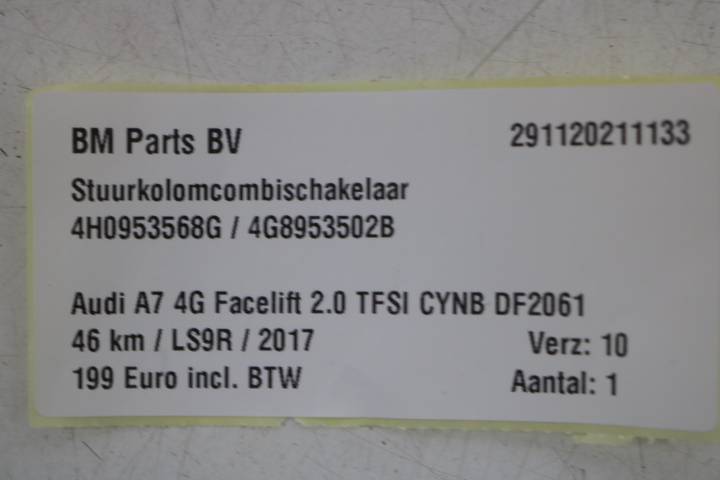 BM Parts BV 291120211133
Stuurkolomcombischakelaar
4H0953568G / 4G8953502B
Audi A7 4G Facelift 2.0 TFSI CYNB DF2061
46 km / LS9R / 2017 Verz: 10
199 Euro incl. BTW Aantal: 1